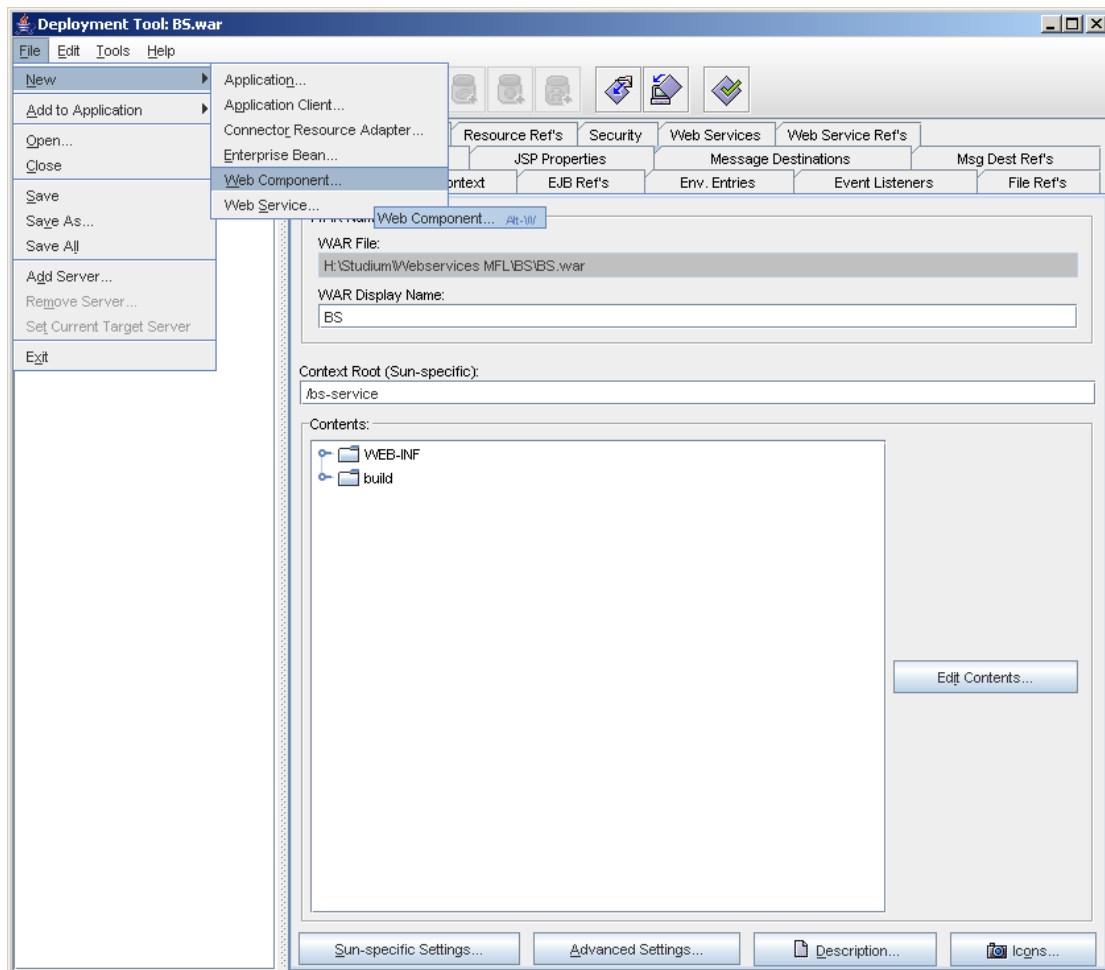 Deployment Tool: BS.war
File Edit Tools Help
New
Add to Application
Open...
Close
Save
Save As...
Save All
Add Server...
Remove Server...
Set Current Target Server
Exit
Application...
Application Client...
Connector Resource Adapter...
Enterprise Bean...
Web Component...
Web Service...
Web Component... Alt-W
Resource Ref's Security Web Services Web Service Ref's
JSP Properties Message Destinations Msg Dest Ref's
EJB Ref's Env. Entries Event Listeners File Ref's
WAR File:
H:\Studium\Webservices MFL\BS\BS.war
WAR Display Name:
BS
Context Root (Sun-specific):
/bs-service
Contents:
WEB-INF
build
Edit Contents...
Sun-specific Settings... Advanced Settings... Description... Icons...